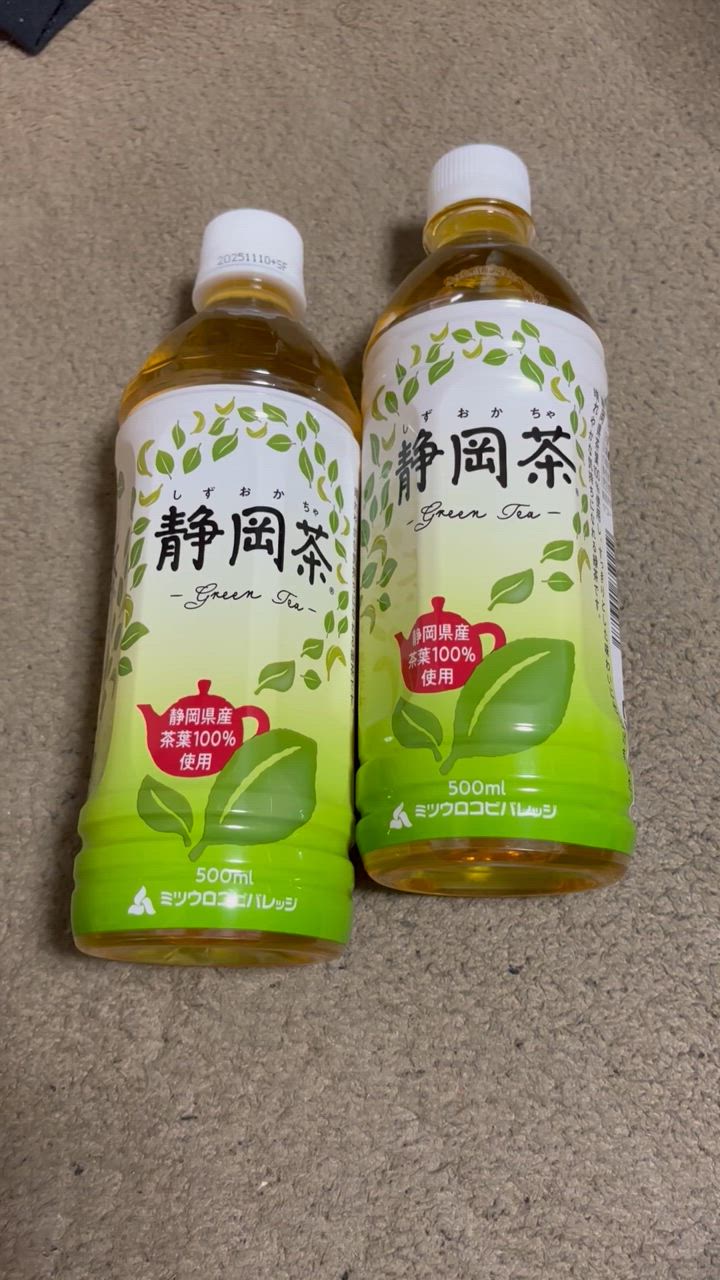 20251110+SF
しずおかちゃ
静岡茶®
Green Tea
静岡県産
茶葉100%
使用
500ml
ミツウロコビバレッジ
しずおかちゃ
静岡茶®
Green Tea
静岡県産
茶葉100%
使用
500ml
ミツウロコビバレッジ